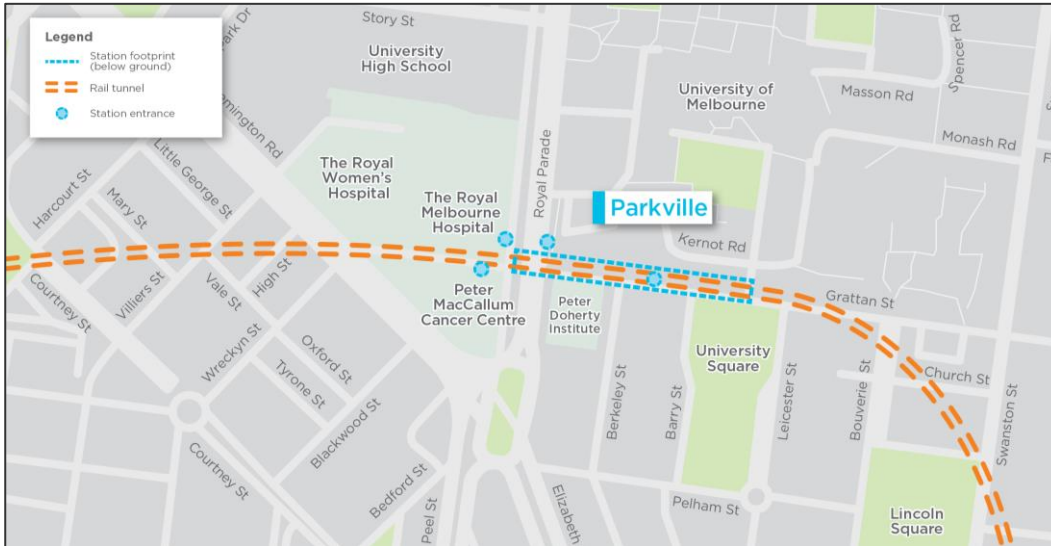 Legend
Station footprint
(below ground)
Rail tunnel
Station entrance
Story St
University
High School
University of
Melbourne
Masson Rd
Spencer Rd
Monash Rd
Park Dr
Royal Parade
Little George St
Harcourt St
Mary St
The Royal
Women's
Hospital
The Royal
Melbourne
Hospital
Parkville
Kernot Rd
Villiers St
Vale St
High St
Courtney St
Peter
MacCallum
Cancer Centre
Peter
Doherty
Institute
Grattan St
Wreckyn St
Oxford St
Tyrone St
Blackwood St
University
Square
Berkeley St
Barry St
Leicester St
Bouverie St
Church St
Swanston St
Courtney St
Bedford St
Peel St
Elizabeth
Pelham St
Lincoln
Square